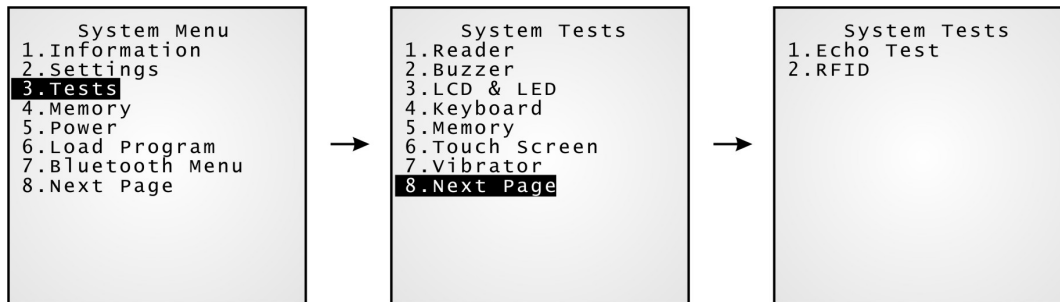 System Menu
1.Information
2.Settings
3.Tests
4.Memory
5.Power
6.Load Program
7.Bluetooth Menu
8.Next Page
System Tests
1.Reader
2.Buzzer
3.LCD & LED
4.Keyboard
5.Memory
6.Touch Screen
7.Vibrator
8.Next Page
System Tests
1.Echo Test
2.RFID